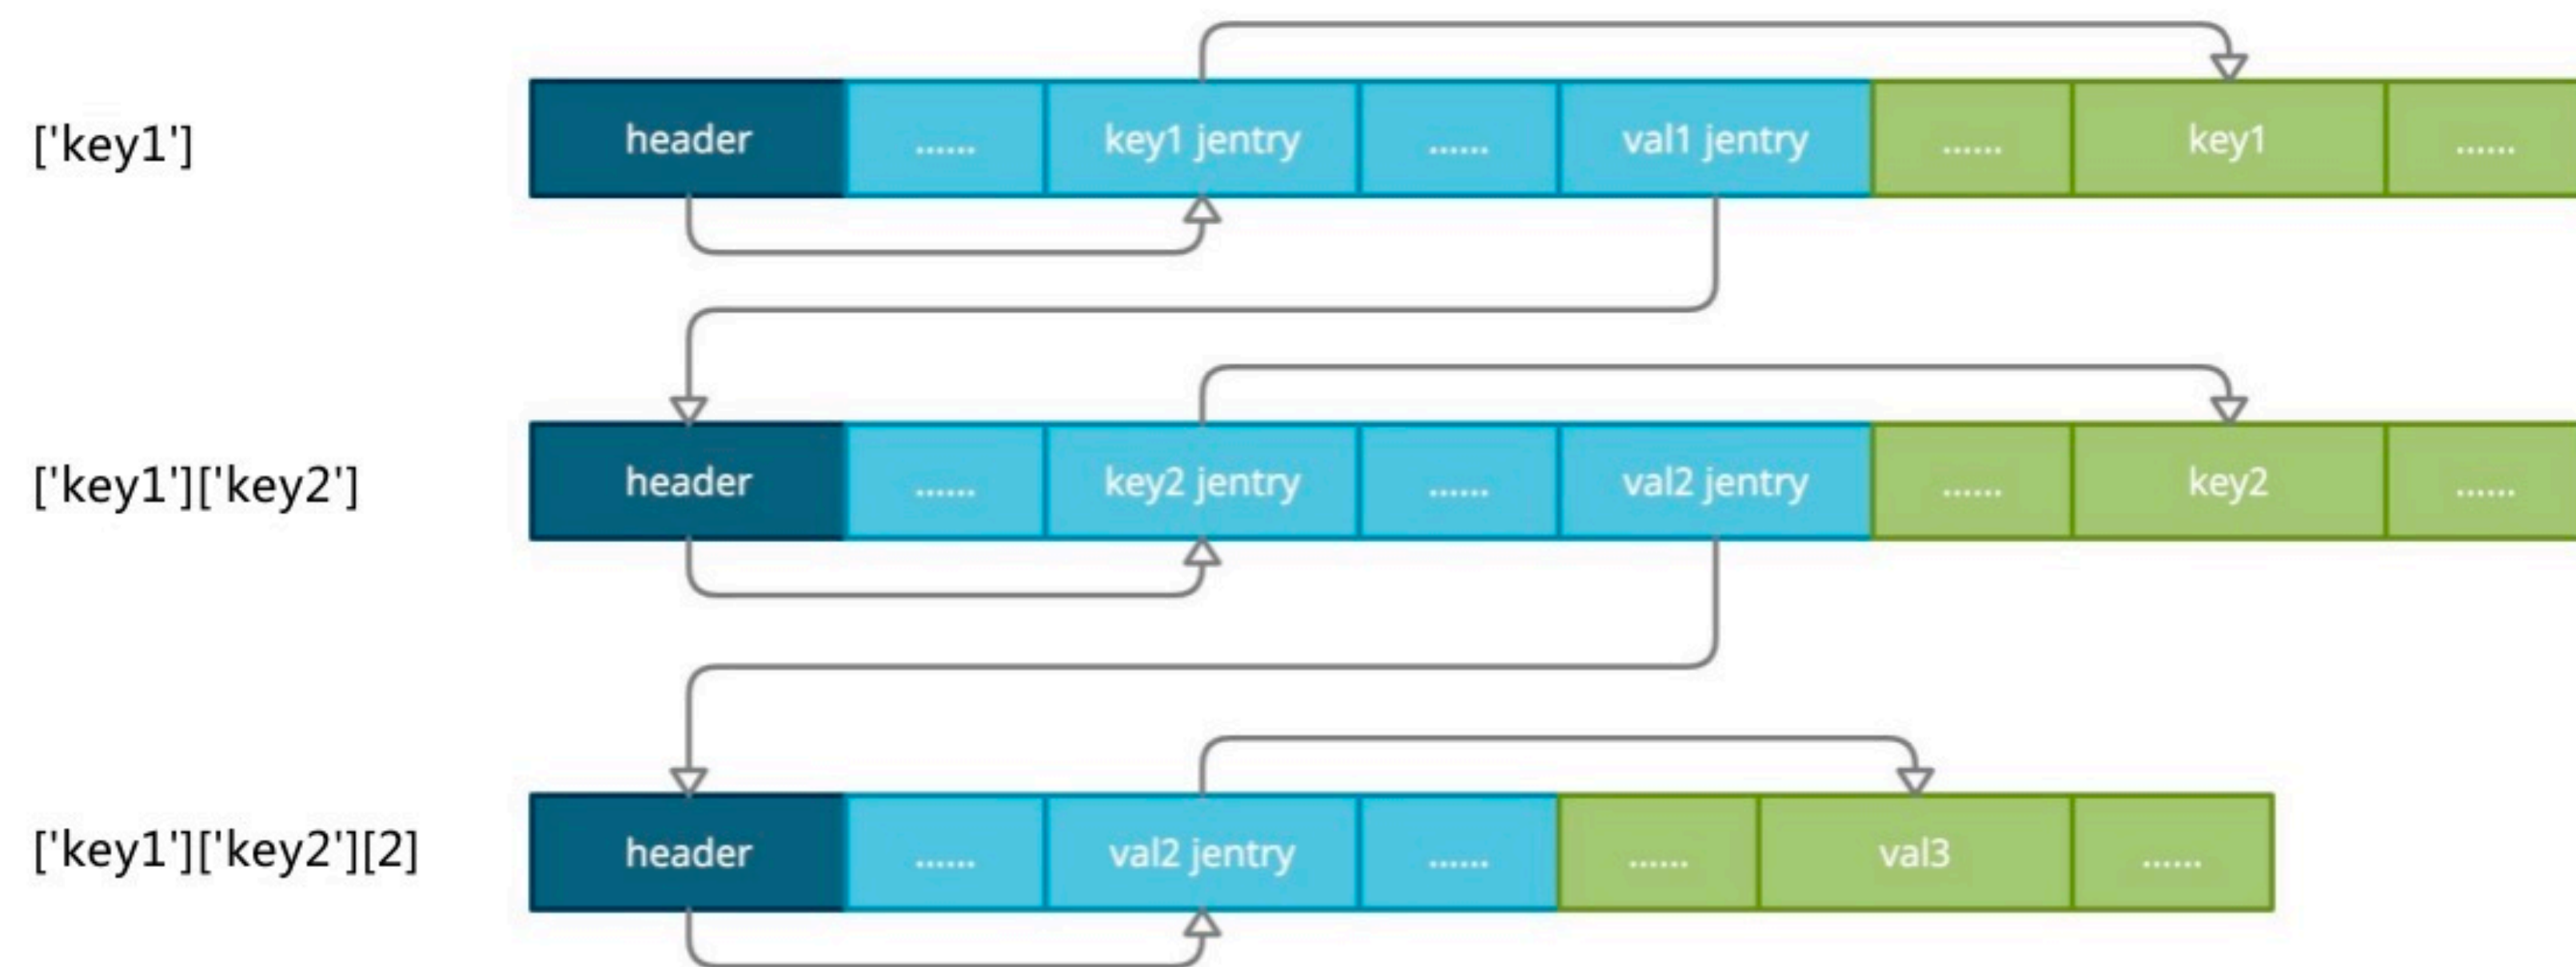 ['key1'] header ...... key1 jentry ...... val1 jentry ...... key1 ......
['key1']['key2'] header ...... key2 jentry ...... val2 jentry ...... key2 ......
['key1']['key2'][2] header ...... val2 jentry ...... ...... val3 ......